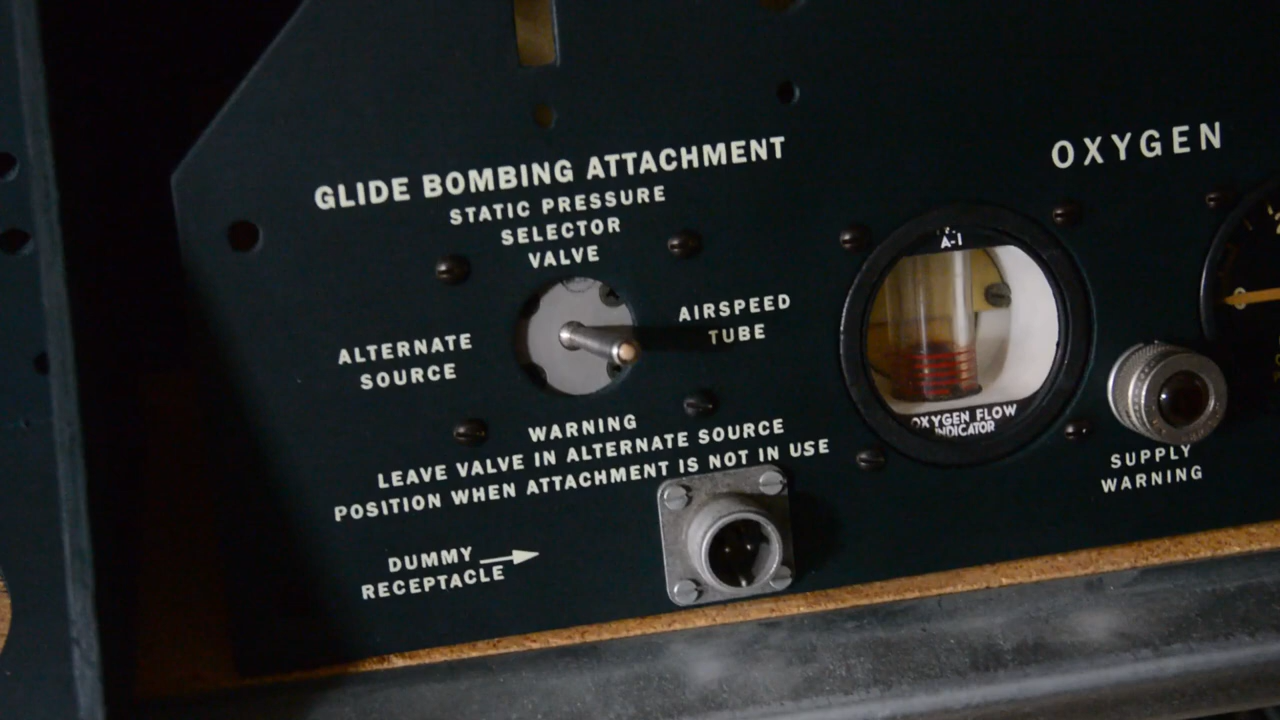 GLIDE BOMBING ATTACHMENT
STATIC PRESSURE
SELECTOR
VALVE
ALTERNATE
SOURCE
AIRSPEED
TUBE
WARNING
LEAVE VALVE IN ALTERNATE SOURCE
POSITION WHEN ATTACHMENT IS NOT IN USE
DUMMY
RECEPTACLE
OXYGEN
A-1
OXYGEN FLOW
INDICATOR
SUPPLY
WARNING